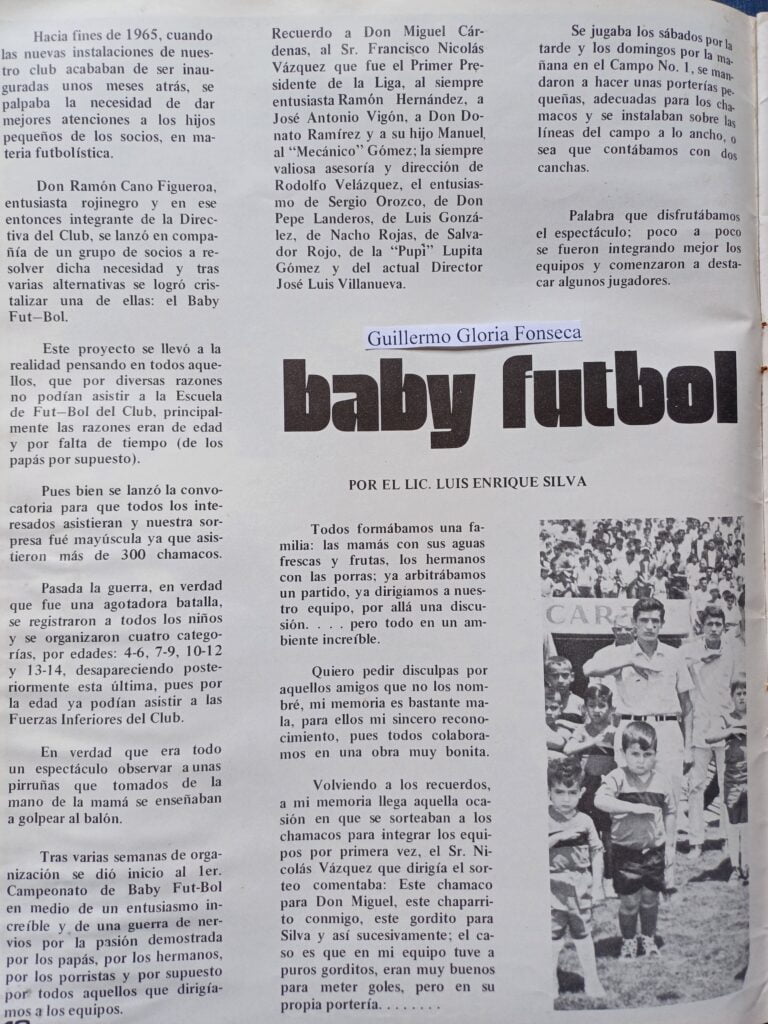 Hacia fines de 1965, cuando
las nuevas instalaciones de nues-
tro club acababan de ser inau-
guradas unos meses atrás, se
palpaba la necesidad de dar
mejores atenciones a los hijos
pequeños de los socios, en ma-
teria futbolística.
Don Ramón Cano Figueroa,
entusiasta rojinegro y en ese
entonces integrante de la Direc-
tiva del Club, se lanzó en compa-
ñía de un grupo de socios a re-
solver dicha necesidad y tras
varias alternativas se logró cris-
talizar una de ellas: el Baby
Fut—Bol.
Este proyecto se llevó a la
realidad pensando en todos aque-
llos, que por diversas razones
no podían asistir a la Escuela
de Fut—Bol del Club, principal-
mente las razones eran de edad
y por falta de tiempo (de los
papás por supuesto).
Pues bien se lanzó la convo-
catoria para que todos los inte-
resados asistieran y nuestra sor-
presa fué mayúscula ya que asis-
tieron más de 300 chamacos.
Pasada la guerra, en verdad
que fue una agotadora batalla,
se registraron a todos los niños
y se organizaron cuatro catego-
rías, por edades: 4-6, 7-9, 10-12
y 13-14, desapareciendo poste-
riormente esta última, pues por
la edad ya podían asistir a las
Fuerzas Inferiores del Club.
En verdad que era todo
un espectáculo observar a unas
pirruñas que tomados de la
mano de la mamá se enseñaban
a golpear al balón.
Tras varias semanas de orga-
nización se dió inicio al 1er.
Campeonato de Baby Fut-Bol
en medio de un entusiasmo in-
creíble y de una guerra de ner-
vios por la pasión demostrada
por los papás, por los hermanos,
por los porristas y por supuesto
por todos aquellos que dirigía-
mos a los equipos.
Recuerdo a Don Miguel Cár-
denas, al Sr. Francisco Nicolás
Vázquez que fue el Primer Pre-
sidente de la Liga, al siempre
entusiasta Ramón Hernández, a
José Antonio Vigón, a Don Do-
nato Ramírez y a su hijo Manuel,
al "Mecánico" Gómez; la siempre
valiosa asesoría y dirección de
Rodolfo Velázquez, el entusias-
mo de Sergio Orozco, de Don
Pepe Landeros, de Luis Gonzá-
lez, de Nacho Rojas, de Salva-
dor Rojo, de la "Pupi" Lupita
Gómez y del actual Director
José Luis Villanueva.
Se jugaba los sábados por la
tarde y los domingos por la ma-
ñana en el Campo No. 1, se man-
daron a hacer unas porterías pe-
queñas, adecuadas para los cha-
macos y se instalaban sobre las
líneas del campo a lo ancho, o
sea que contábamos con dos
canchas.
Palabra que disfrutábamos
el espectáculo; poco a poco
se fueron integrando mejor los
equipos y comenzaron a desta-
car algunos jugadores.
Guillermo Gloria Fonseca
baby futbol
POR EL LIC. LUIS ENRIQUE SILVA
Todos formábamos una fa-
milia: las mamás con sus aguas
frescas y frutas, los hermanos
con las porras; ya arbitrábamos
un partido, ya dirigíamos a nues-
tro equipo, por allá una discu-
sión. . . . pero todo en un am-
biente increíble.
Quiero pedir disculpas por
aquellos amigos que no los nom-
bré, mi memoria es bastante ma-
la, para ellos mi sincero recono-
cimiento, pues todos colabora-
mos en una obra muy bonita.
Volviendo a los recuerdos,
a mi memoria llega aquella oca-
sión en que se sorteaban a los
chamacos para integrar los equi-
pos por primera vez, el Sr. Ni-
colás Vázquez que dirigía el sor-
teo comentaba: Este chamaco
para Don Miguel, este chaparri-
to conmigo, este gordito para
Silva y así sucesivamente; el ca-
so es que en mi equipo tuve a
puros gorditos, eran muy buenos
para meter goles, pero en su
propia portería. . . . . . . .
CAR